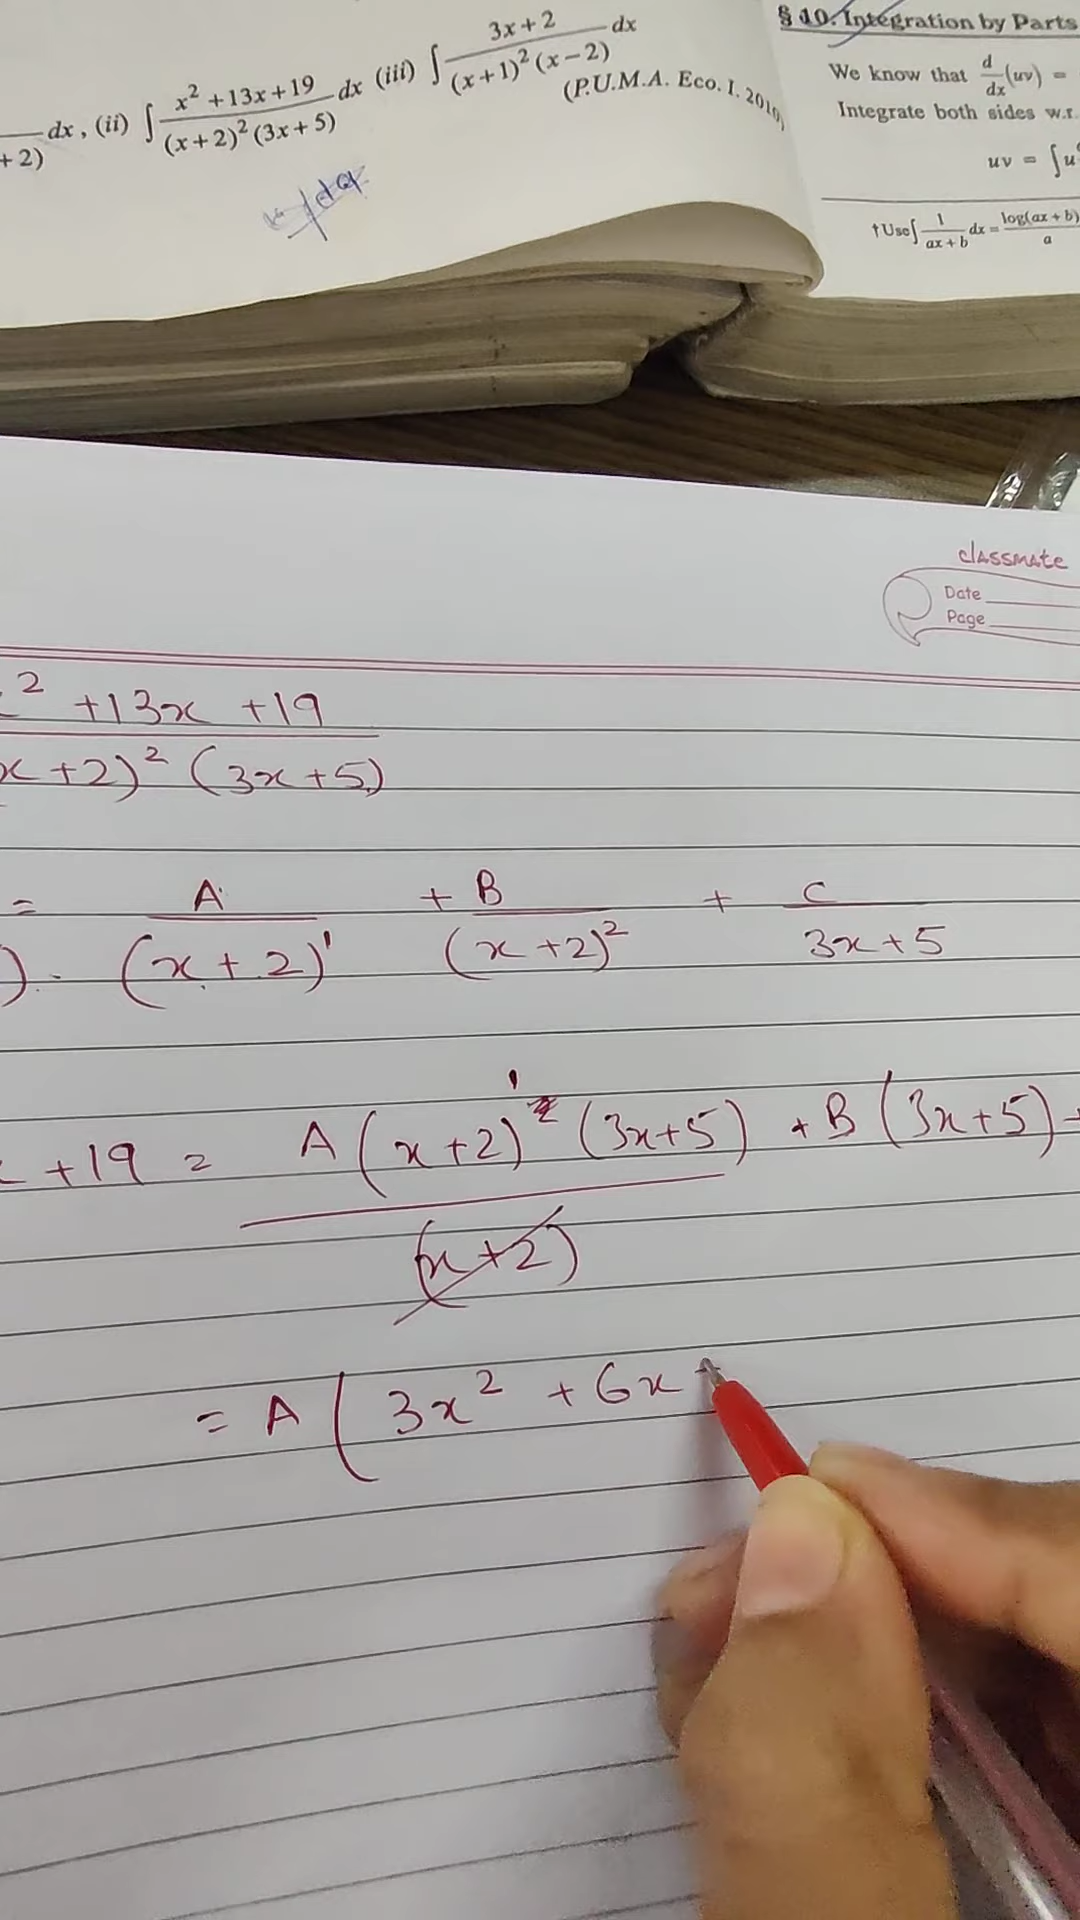 dx , (ii) ∫ x² + 13x + 19 / (x + 2)² (3x + 5) dx (iii) ∫ 3x + 2 / (x + 1)² (x − 2) dx
+ 2)
(P.U.M.A. Eco. I. 2010)
§ 10. Integration by Parts
We know that d/dx (uv) =
Integrate both sides w.r.
uv = ∫ u
† Use ∫ 1 / ax + b dx = log(ax + b) / a
classmate
Date
Page
² + 13x + 19
x + 2)² (3x + 5)
= A / (x + 2)¹ + B / (x + 2)² + C / 3x + 5
) .
+ 19 = A (x + 2)¹ (3x + 5) + B (3x + 5) +
(x + 2)
= A ( 3x² + 6x